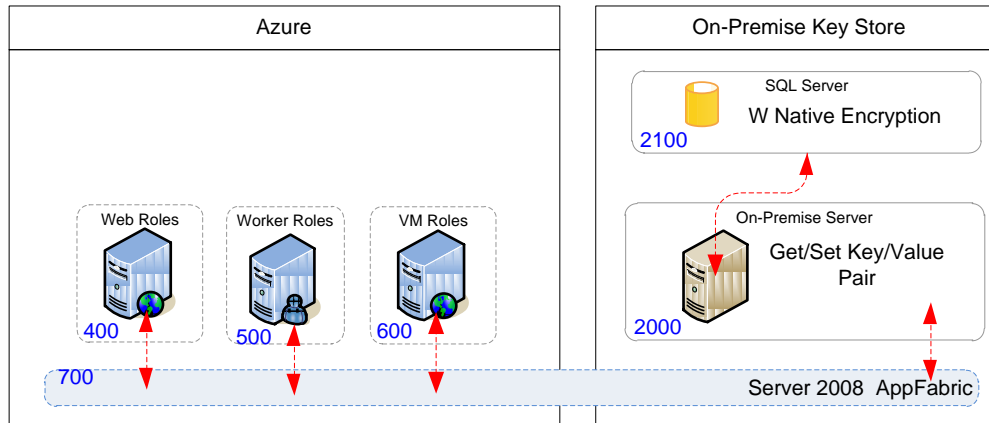 Azure
On-Premise Key Store
SQL Server
W Native Encryption
2100
Web Roles
Worker Roles
VM Roles
On-Premise Server
Get/Set Key/Value
Pair
400
500
600
2000
700
Server 2008 AppFabric